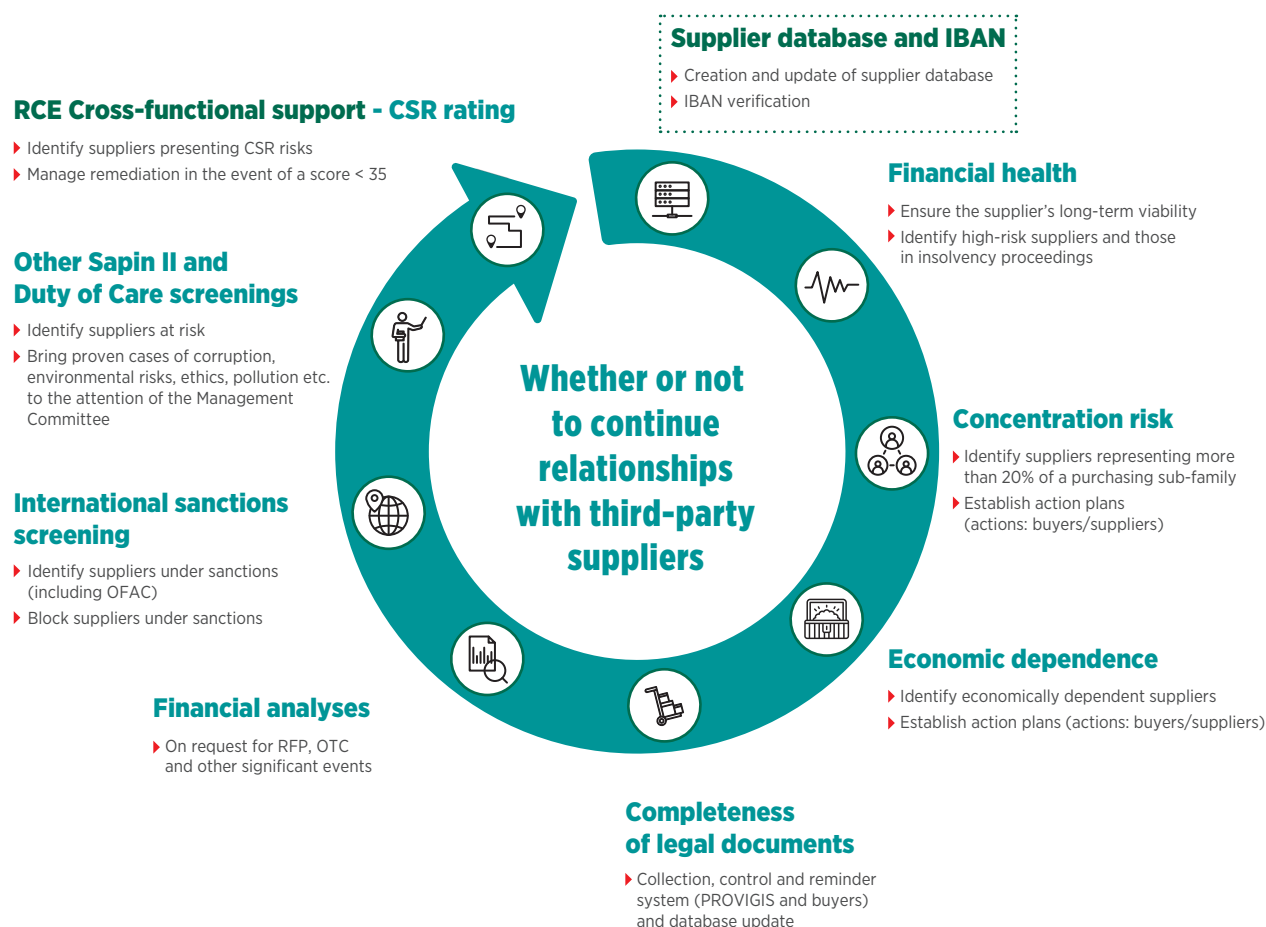 Supplier database and IBAN
Creation and update of supplier database
IBAN verification
Financial health
Ensure the supplier's long-term viability
Identify high-risk suppliers and those
in insolvency proceedings
Concentration risk
Identify suppliers representing more
than 20% of a purchasing sub-family
Establish action plans
(actions: buyers/suppliers)
Economic dependence
Identify economically dependent suppliers
Establish action plans (actions: buyers/suppliers)
Completeness
of legal documents
Collection, control and reminder
system (PROVIGIS and buyers)
and database update
Financial analyses
On request for RFP, OTC
and other significant events
International sanctions
screening
Identify suppliers under sanctions
(including OFAC)
Block suppliers under sanctions
Other Sapin II and
Duty of Care screenings
Identify suppliers at risk
Bring proven cases of corruption,
environmental risks, ethics, pollution etc.
to the attention of the Management
Committee
RCE Cross-functional support - CSR rating
Identify suppliers presenting CSR risks
Manage remediation in the event of a score < 35
Whether or not
to continue
relationships
with third-party
suppliers